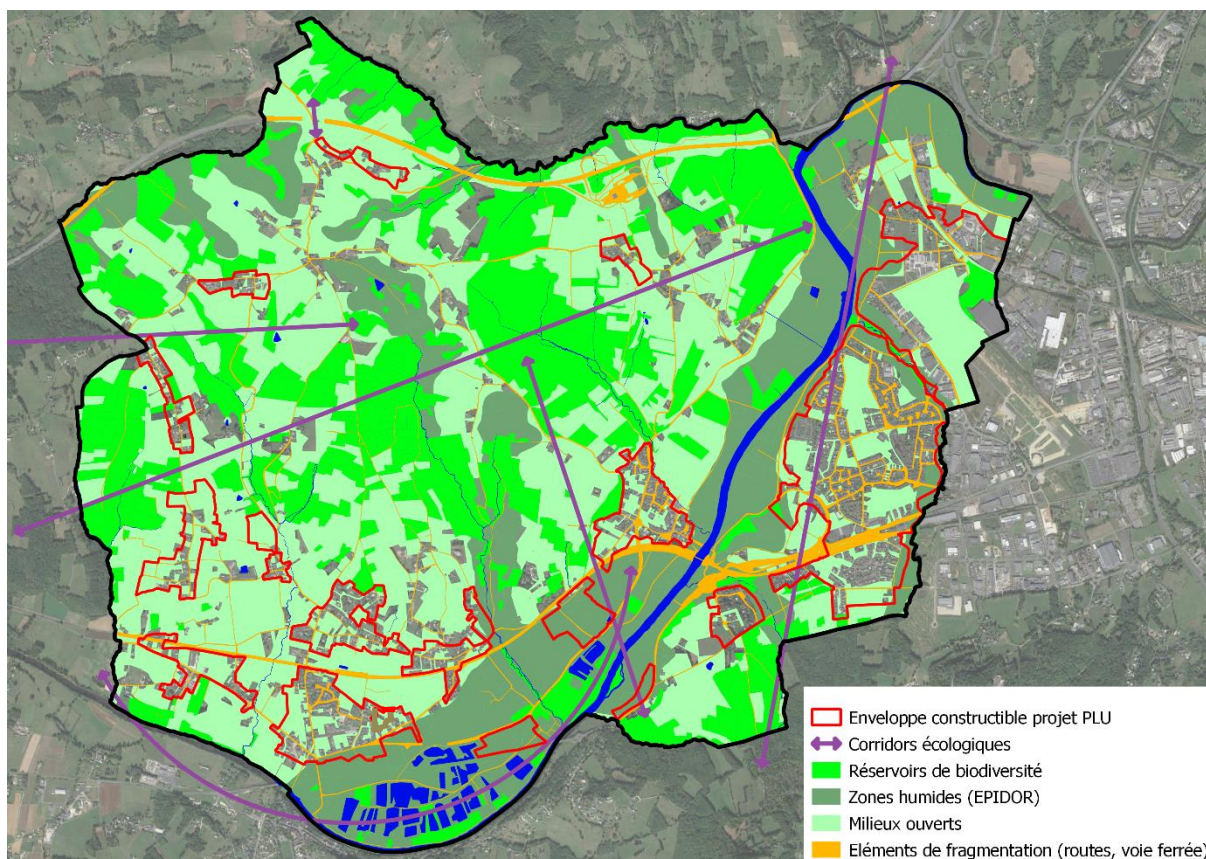 Enveloppe constructible projet PLU
Corridors écologiques
Réservoirs de biodiversité
Zones humides (EPIDOR)
Milieux ouverts
Eléments de fragmentation (routes, voie ferrée)